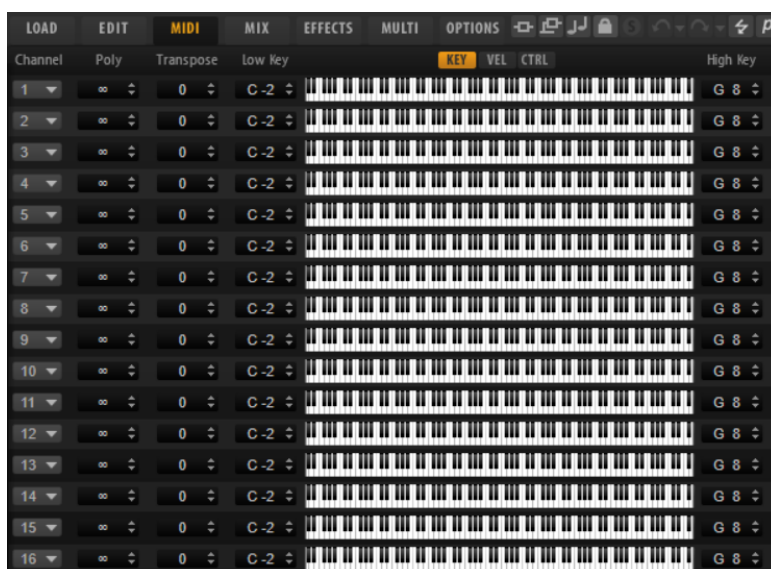 LOAD EDIT MIDI MIX EFFECTS MULTI OPTIONS S
Channel Poly Transpose Low Key KEY VEL CTRL High Key
1 ∞ 0 C -2 G 8
2 ∞ 0 C -2 G 8
3 ∞ 0 C -2 G 8
4 ∞ 0 C -2 G 8
5 ∞ 0 C -2 G 8
6 ∞ 0 C -2 G 8
7 ∞ 0 C -2 G 8
8 ∞ 0 C -2 G 8
9 ∞ 0 C -2 G 8
10 ∞ 0 C -2 G 8
11 ∞ 0 C -2 G 8
12 ∞ 0 C -2 G 8
13 ∞ 0 C -2 G 8
14 ∞ 0 C -2 G 8
15 ∞ 0 C -2 G 8
16 ∞ 0 C -2 G 8